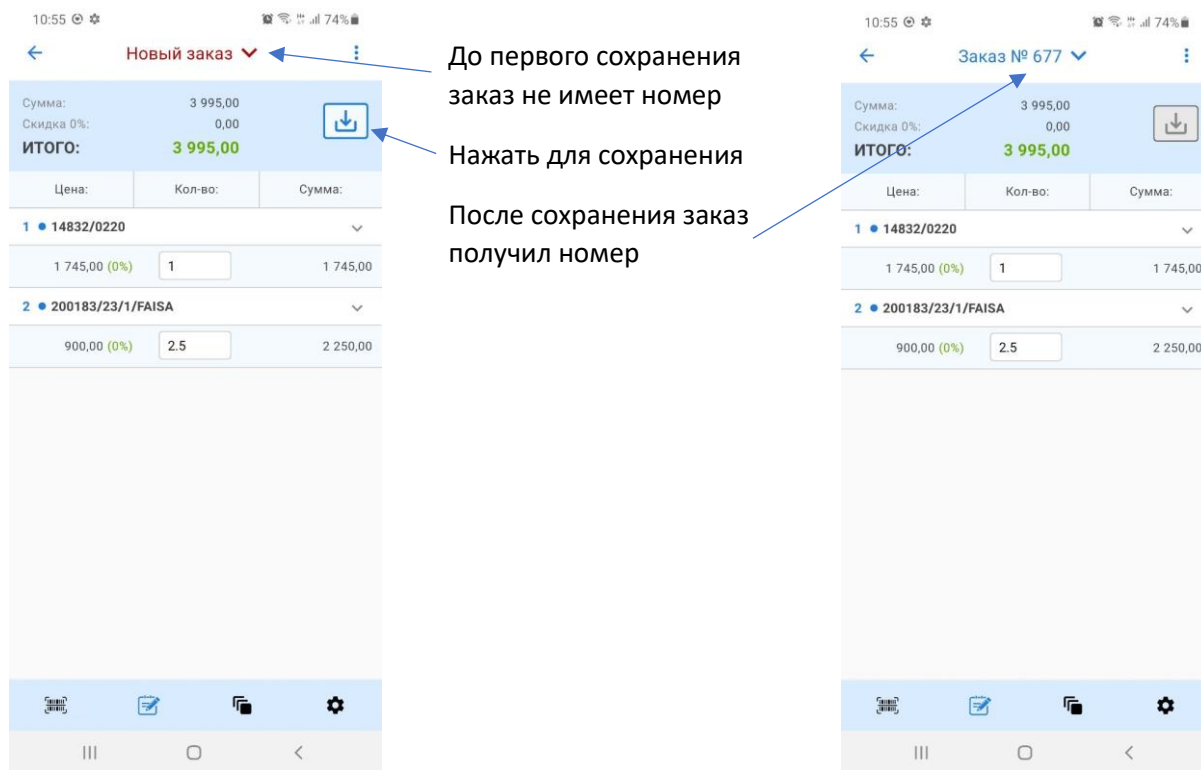 10:55 74%
Новый заказ
Сумма: 3 995,00
Скидка 0%: 0,00
ИТОГО: 3 995,00
Цена: Кол-во: Сумма:
1 • 14832/0220
1 745,00 (0%) 1 1 745,00
2 • 200183/23/1/FAISA
900,00 (0%) 2.5 2 250,00
До первого сохранения
заказ не имеет номер
Нажать для сохранения
После сохранения заказ
получил номер
10:55 74%
Заказ № 677
Сумма: 3 995,00
Скидка 0%: 0,00
ИТОГО: 3 995,00
Цена: Кол-во: Сумма:
1 • 14832/0220
1 745,00 (0%) 1 1 745,00
2 • 200183/23/1/FAISA
900,00 (0%) 2.5 2 250,00